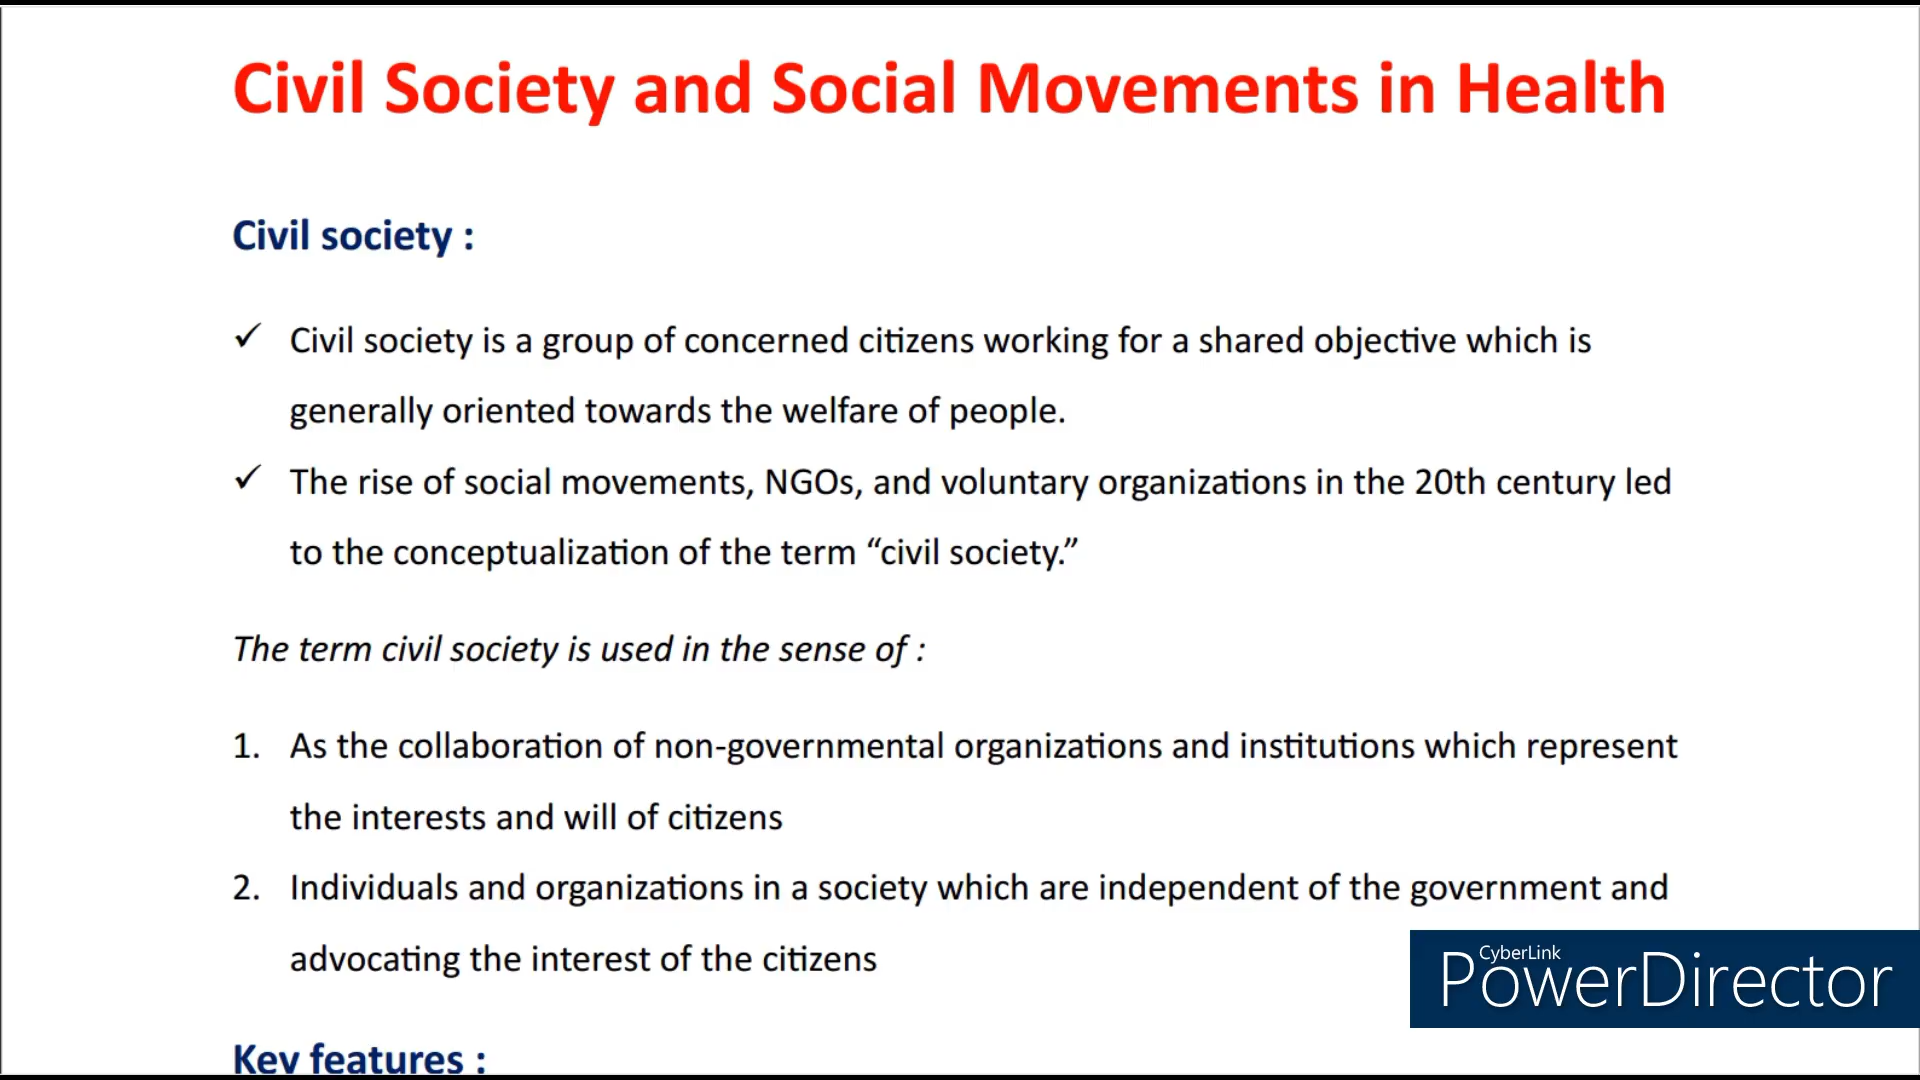 Civil Society and Social Movements in Health
Civil society :
✓ Civil society is a group of concerned citizens working for a shared objective which is
generally oriented towards the welfare of people.
✓ The rise of social movements, NGOs, and voluntary organizations in the 20th century led
to the conceptualization of the term “civil society.”
The term civil society is used in the sense of :
1. As the collaboration of non-governmental organizations and institutions which represent
the interests and will of citizens
2. Individuals and organizations in a society which are independent of the government and
advocating the interest of the citizens
Key features :
CyberLink
PowerDirector